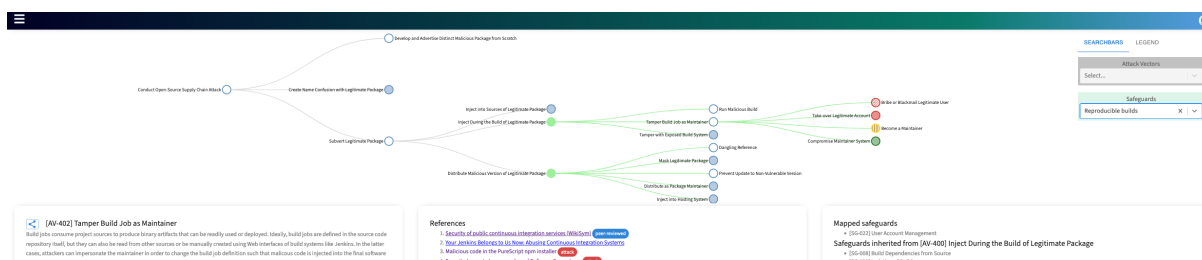 SEARCHBARS LEGEND
Attack Vectors
Select...
Safeguards
Reproducible builds
Develop and Advertise Distinct Malicious Package from Scratch
Conduct Open-Source Supply Chain Attack
Create Name Confusion with Legitimate Package
Subvert Legitimate Package
Inject into Sources of Legitimate Package
Inject During the Build of Legitimate Package
Distribute Malicious Version of Legitimate Package
Run Malicious Build
Tamper Build Job as Maintainer
Tamper with Exposed Build System
Dangling Reference
Mask Legitimate Package
Prevent Update to Non-Vulnerable Version
Distribute as Package Maintainer
Inject into Hosting System
Bribe or Blackmail Legitimate User
Take over Legitimate Account
Become a Maintainer
Compromise Maintainer System
[AV-402] Tamper Build Job as Maintainer
Build jobs consume project sources to produce binary artifacts that can be readily used or deployed. Ideally, build jobs are defined in the source code
repository itself, but they can also be read from other sources or be manually created using Web interfaces of build systems like Jenkins. In the latter
cases, attackers can impersonate the maintainer in order to change the build job definition such that malicious code is injected into the final software
References
1. Security of public continuous integration services (WikiSym) peer-reviewed
2. Your Jenkins Belongs to Us Now: Abusing Continuous Integration Systems
3. Malicious code in the PureScript npm installer attack
Mapped safeguards
[SG-022] User Account Management
Safeguards inherited from [AV-400] Inject During the Build of Legitimate Package
[SG-008] Build Dependencies from Source